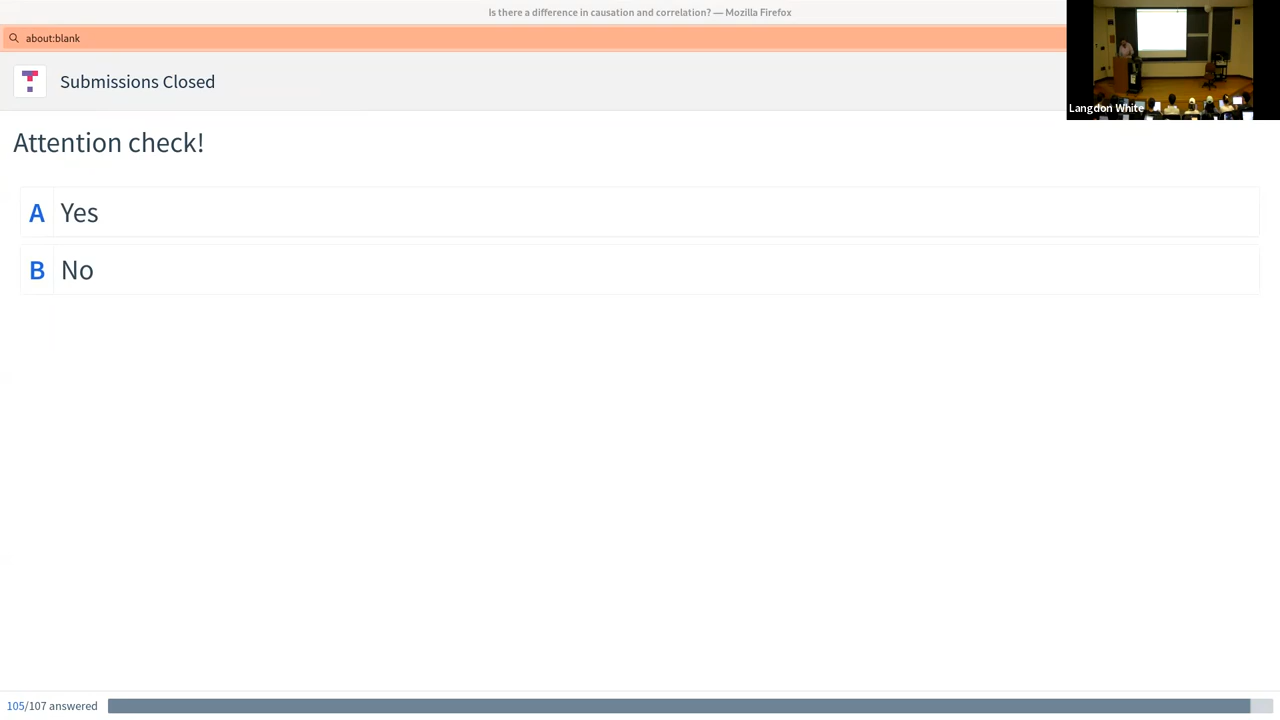 Is there a difference in causation and correlation? — Mozilla Firefox
about:blank
Submissions Closed
Langdon White
Attention check!
A Yes
B No
105/107 answered